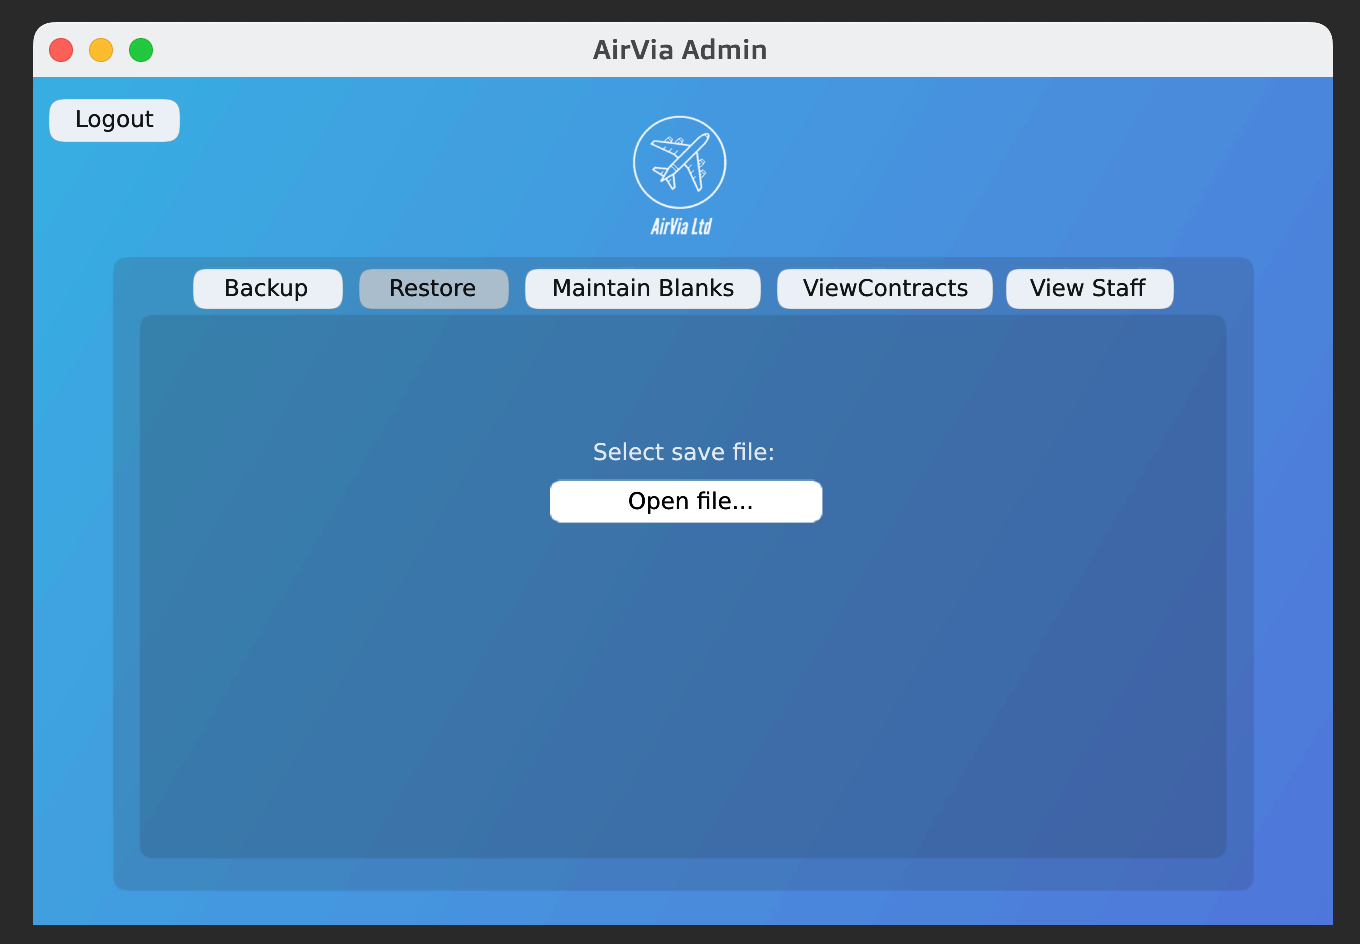 AirVia Admin
Logout
AirVia Ltd
Backup Restore Maintain Blanks ViewContracts View Staff
Select save file:
Open file...